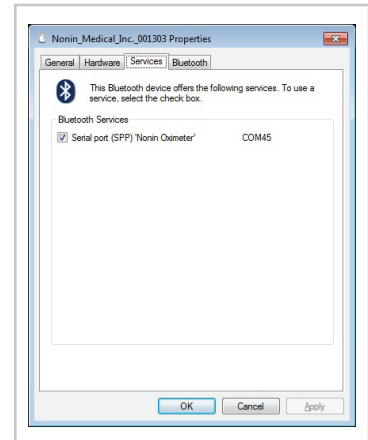 Nonin_Medical_Inc._001303 Properties
General Hardware Services Bluetooth
This Bluetooth device offers the following services. To use a
service, select the check box.
Bluetooth Services
Serial port (SPP) 'Nonin Oximeter' COM45
OK Cancel Apply